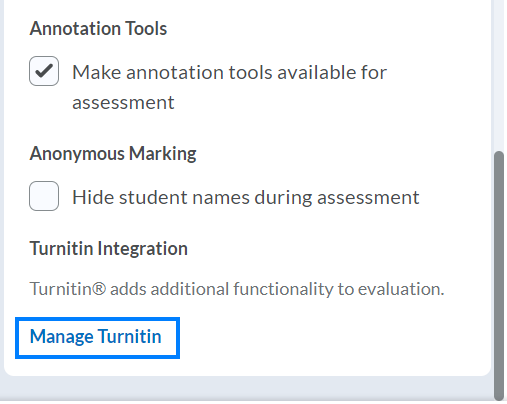 Annotation Tools
Make annotation tools available for
assessment
Anonymous Marking
Hide student names during assessment
Turnitin Integration
Turnitin® adds additional functionality to evaluation.
Manage Turnitin